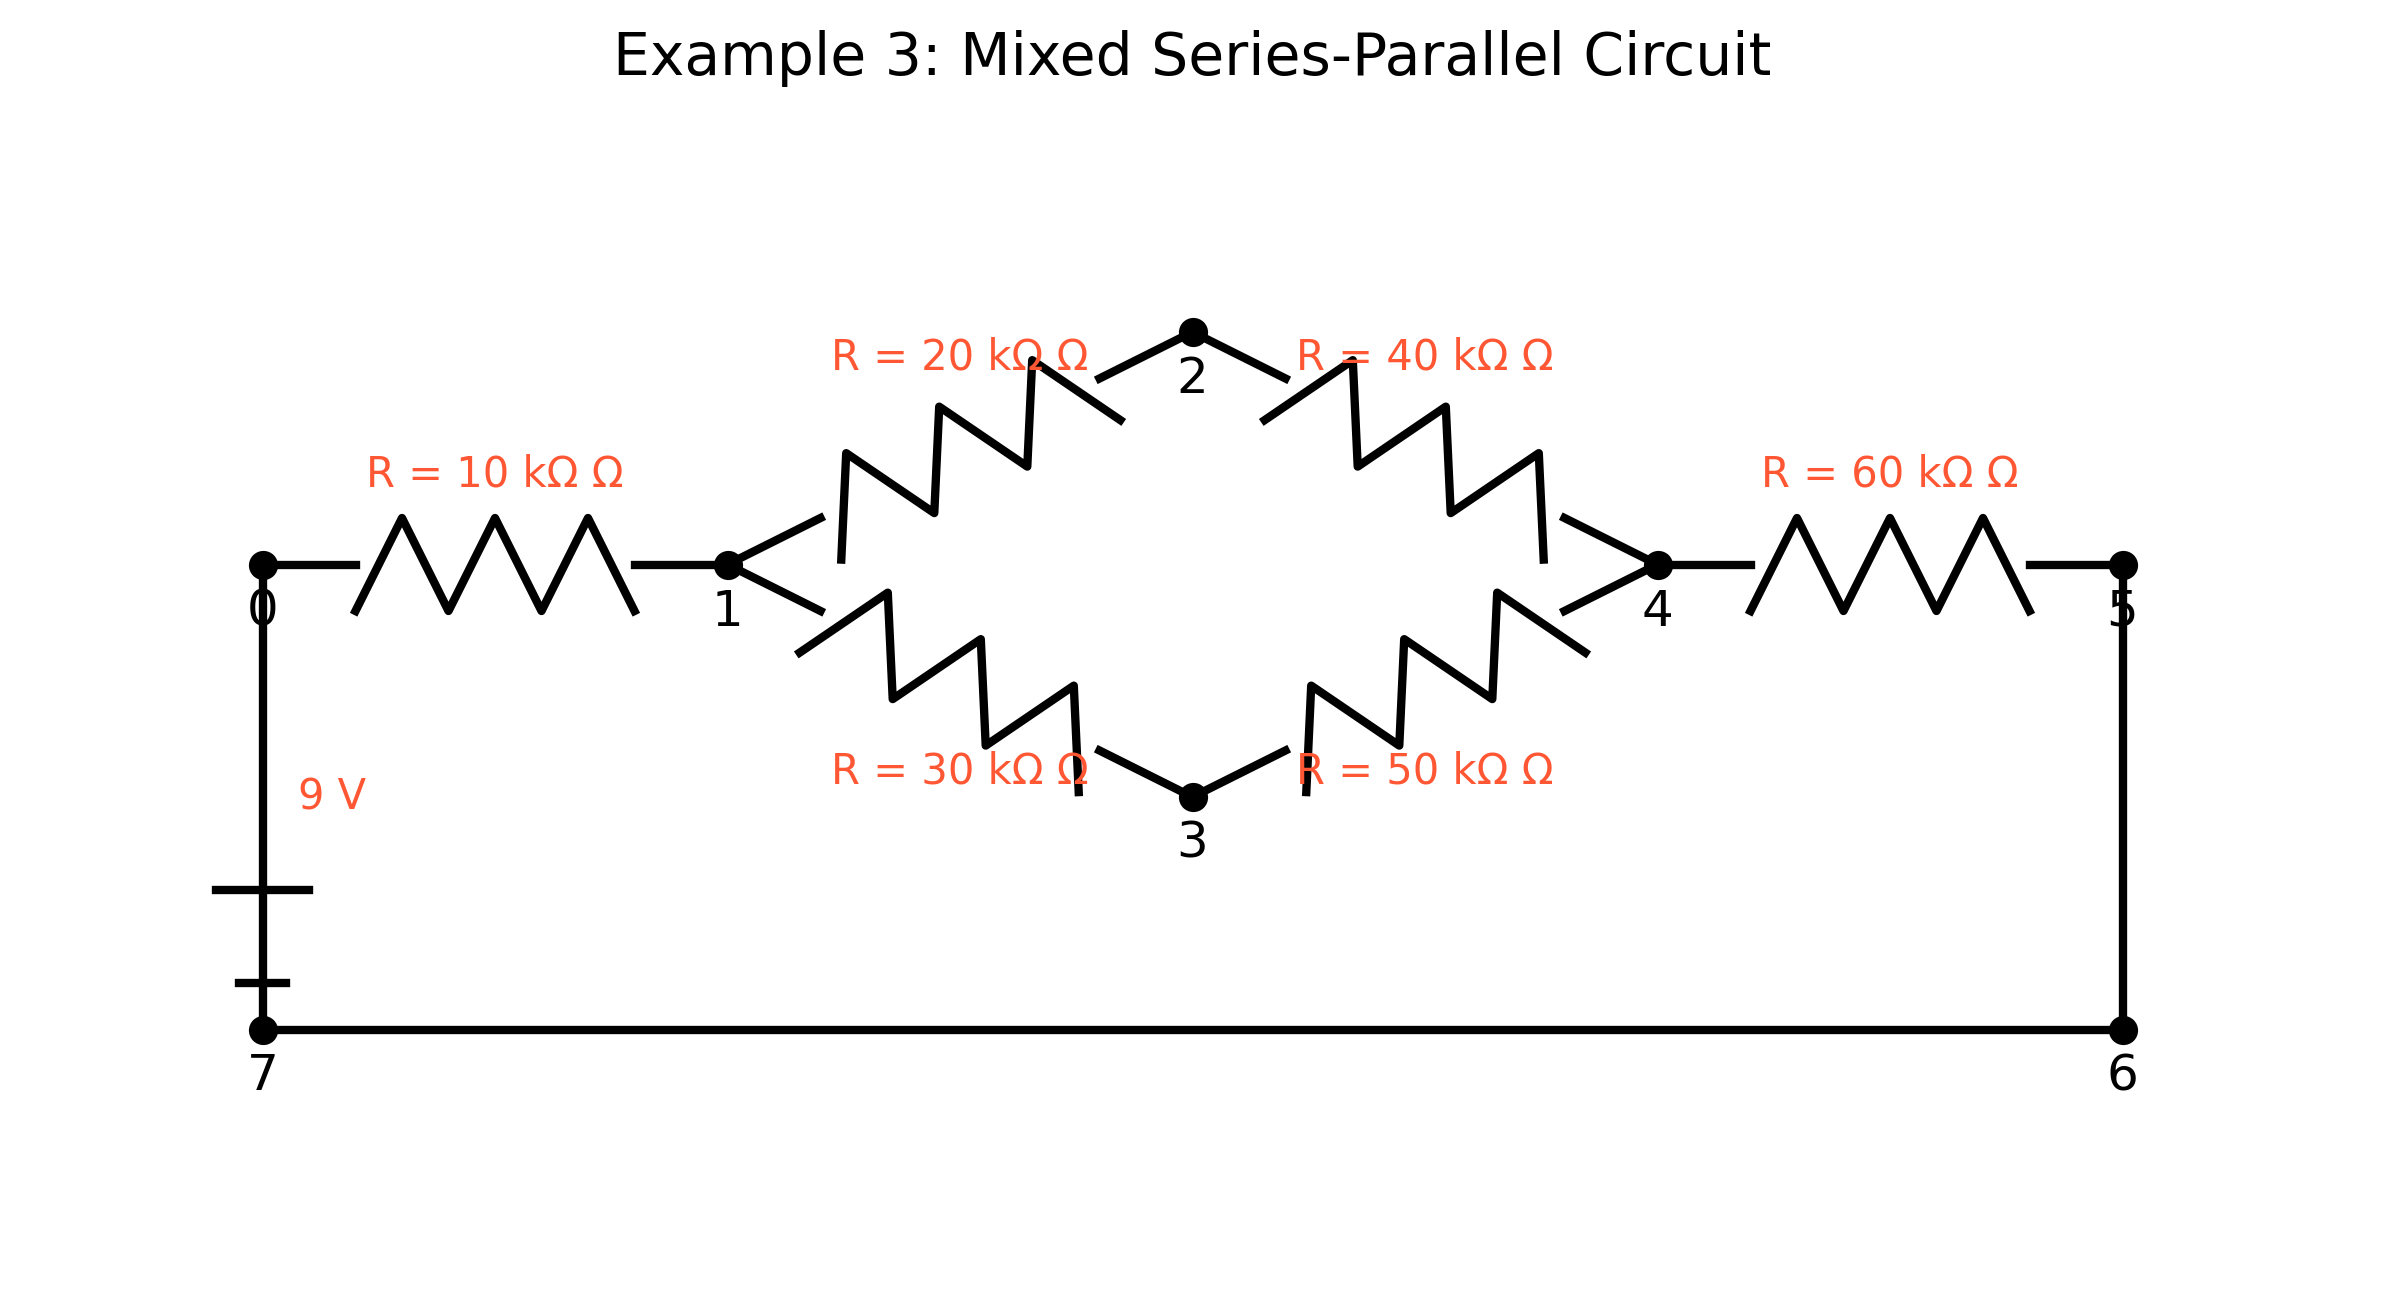 Example 3: Mixed Series-Parallel Circuit
R = 20 kΩ Ω
R = 40 kΩ Ω
2
R = 10 kΩ Ω
R = 60 kΩ Ω
0
1
4
5
9 V
R = 30 kΩ Ω
R = 50 kΩ Ω
3
7
6